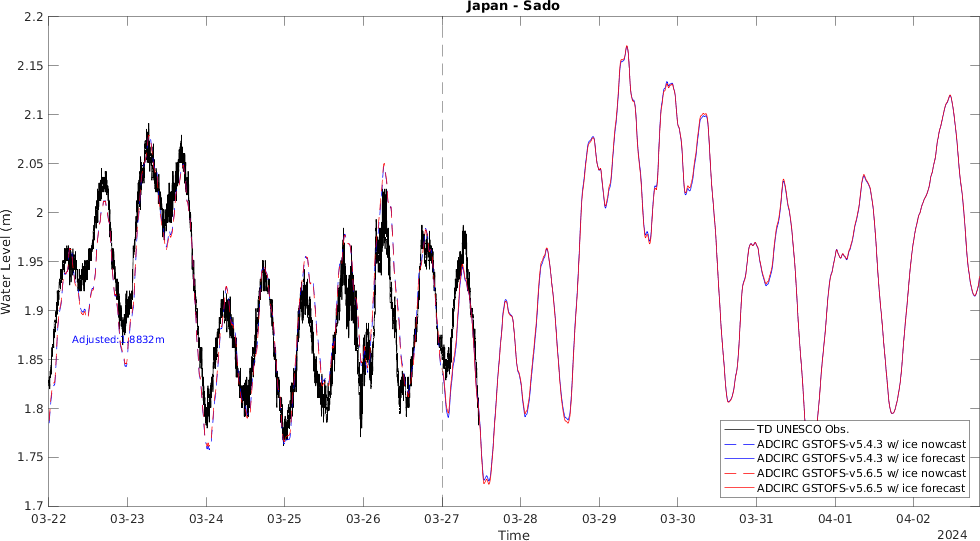 Japan - Sado
2.2
2.15
2.1
2.05
2
1.95
1.9
1.85
1.8
1.75
1.7
Water Level (m)
Adjusted: 1.8832m
TD UNESCO Obs.
ADCIRC GSTOFS-v5.4.3 w/ ice nowcast
ADCIRC GSTOFS-v5.4.3 w/ ice forecast
ADCIRC GSTOFS-v5.6.5 w/ ice nowcast
ADCIRC GSTOFS-v5.6.5 w/ ice forecast
03-22 03-23 03-24 03-25 03-26 03-27 03-28 03-29 03-30 03-31 04-01 04-02
Time
2024